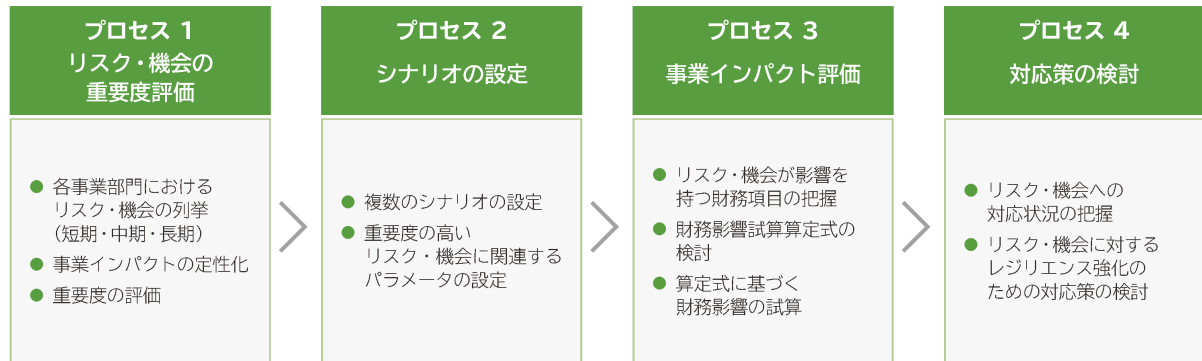 プロセス 1
リスク・機会の
重要度評価
● 各事業部門における
リスク・機会の列挙
（短期・中期・長期）
● 事業インパクトの定性化
● 重要度の評価
プロセス 2
シナリオの設定
● 複数のシナリオの設定
● 重要度の高い
リスク・機会に関連する
パラメータの設定
プロセス 3
事業インパクト評価
● リスク・機会が影響を
持つ財務項目の把握
● 財務影響試算算定式の
検討
● 算定式に基づく
財務影響の試算
プロセス 4
対応策の検討
● リスク・機会への
対応状況の把握
● リスク・機会に対する
レジリエンス強化の
ための対応策の検討